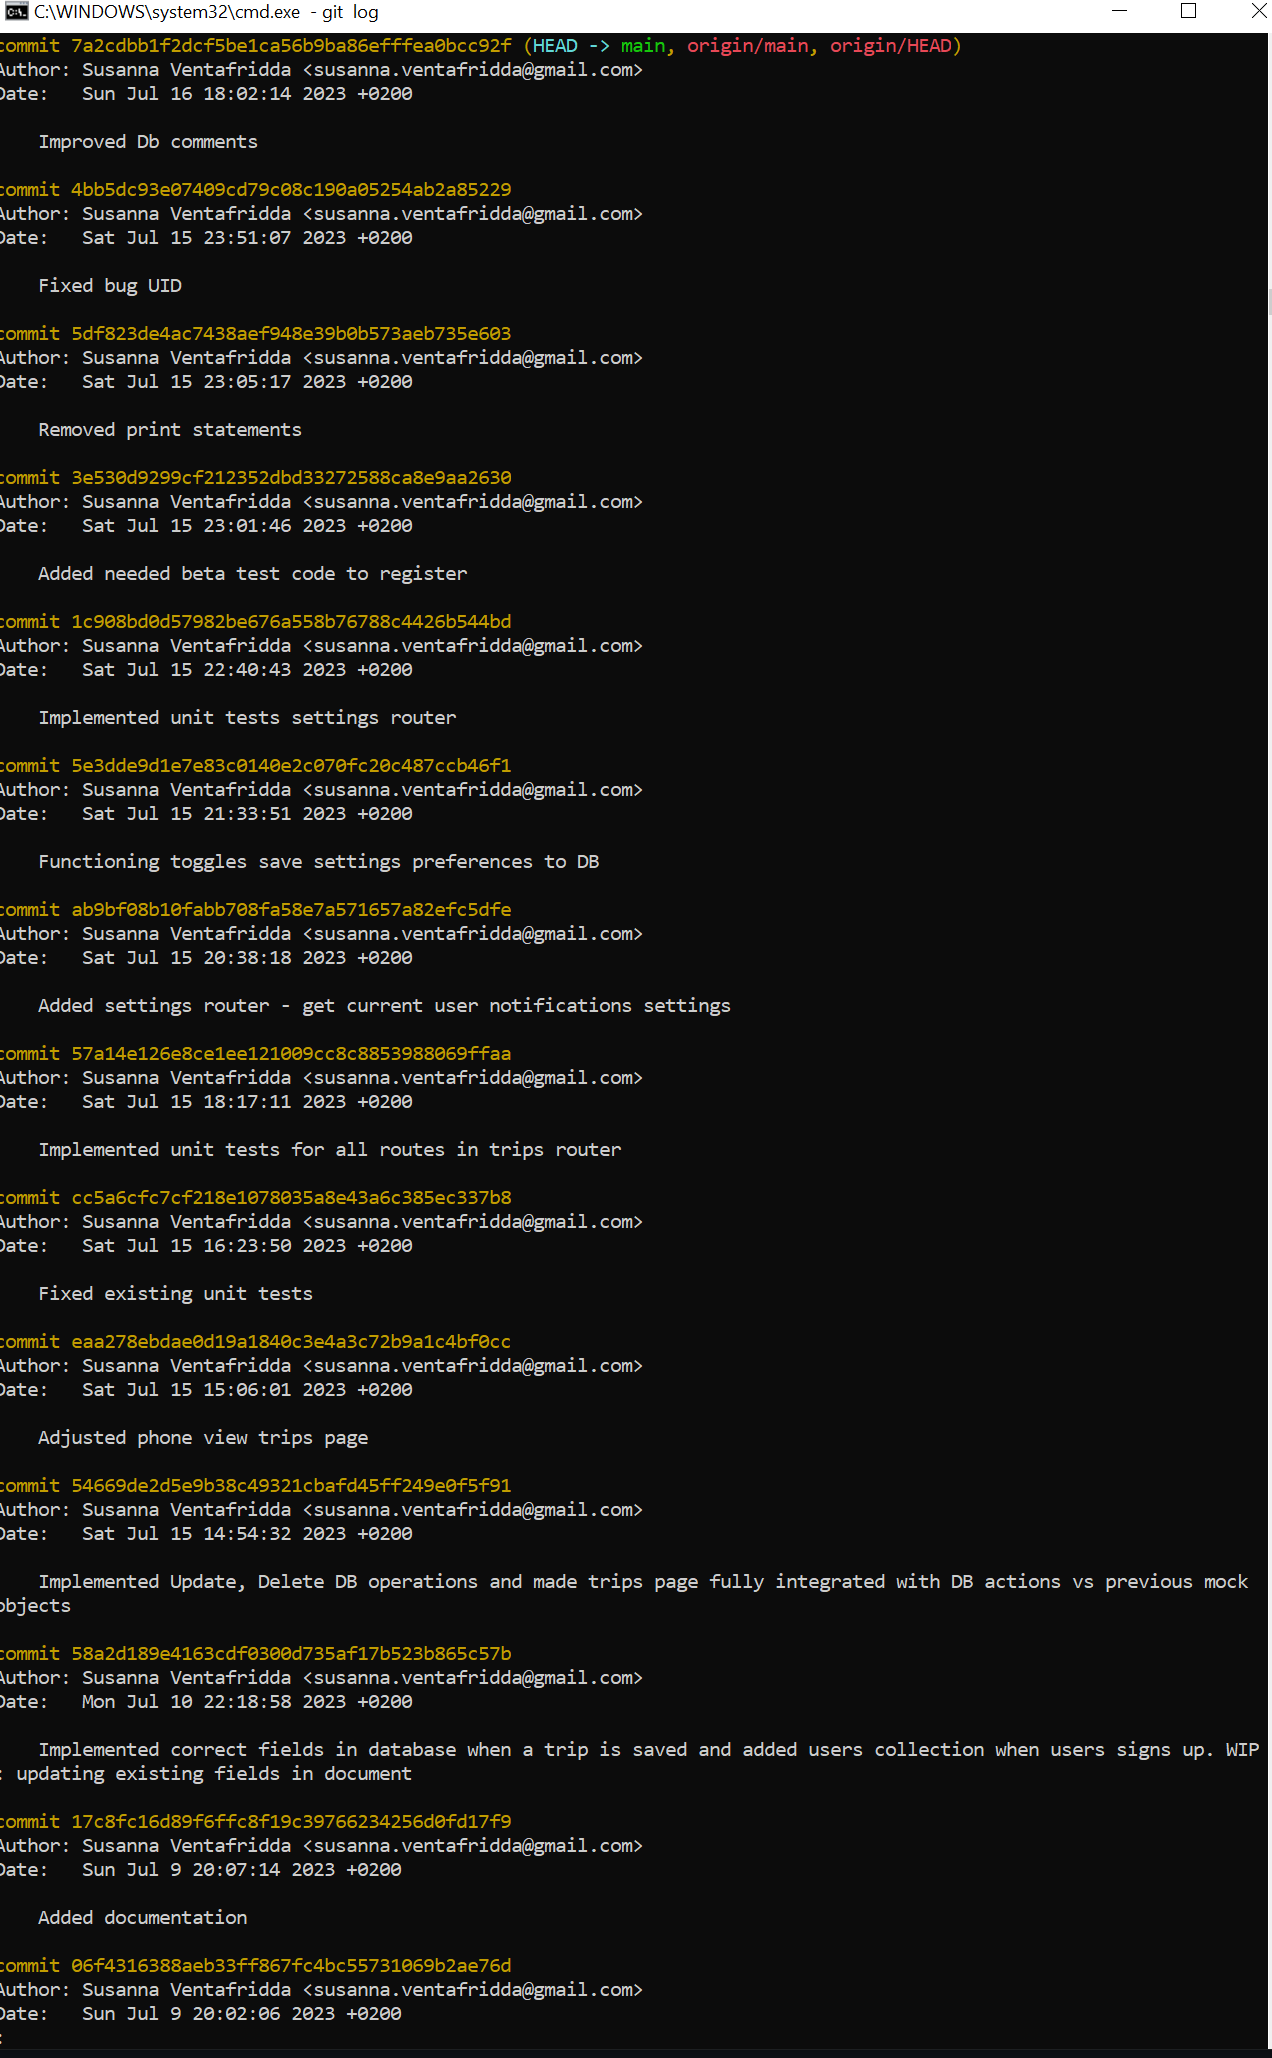 C:\WINDOWS\system32\cmd.exe - git log
commit 7a2cdbb1f2dcf5be1ca56b9ba86efffea0bcc92f (HEAD -> main, origin/main, origin/HEAD)
Author: Susanna Ventafridda <susanna.ventafridda@gmail.com>
Date:   Sun Jul 16 18:02:14 2023 +0200
Improved Db comments
commit 4bb5dc93e07409cd79c08c190a05254ab2a85229
Author: Susanna Ventafridda <susanna.ventafridda@gmail.com>
Date:   Sat Jul 15 23:51:07 2023 +0200
Fixed bug UID
commit 5df823de4ac7438aef948e39b0b573aeb735e603
Author: Susanna Ventafridda <susanna.ventafridda@gmail.com>
Date:   Sat Jul 15 23:05:17 2023 +0200
Removed print statements
commit 3e530d9299cf212352dbd33272588ca8e9aa2630
Author: Susanna Ventafridda <susanna.ventafridda@gmail.com>
Date:   Sat Jul 15 23:01:46 2023 +0200
Added needed beta test code to register
commit 1c908bd0d57982be676a558b76788c4426b544bd
Author: Susanna Ventafridda <susanna.ventafridda@gmail.com>
Date:   Sat Jul 15 22:40:43 2023 +0200
Implemented unit tests settings router
commit 5e3dde9d1e7e83c0140e2c070fc20c487ccb46f1
Author: Susanna Ventafridda <susanna.ventafridda@gmail.com>
Date:   Sat Jul 15 21:33:51 2023 +0200
Functioning toggles save settings preferences to DB
commit ab9bf08b10fabb708fa58e7a571657a82efc5dfe
Author: Susanna Ventafridda <susanna.ventafridda@gmail.com>
Date:   Sat Jul 15 20:38:18 2023 +0200
Added settings router - get current user notifications settings
commit 57a14e126e8ce1ee121009cc8c8853988069ffaa
Author: Susanna Ventafridda <susanna.ventafridda@gmail.com>
Date:   Sat Jul 15 18:17:11 2023 +0200
Implemented unit tests for all routes in trips router
commit cc5a6cfc7cf218e1078035a8e43a6c385ec337b8
Author: Susanna Ventafridda <susanna.ventafridda@gmail.com>
Date:   Sat Jul 15 16:23:50 2023 +0200
Fixed existing unit tests
commit eaa278ebdae0d19a1840c3e4a3c72b9a1c4bf0cc
Author: Susanna Ventafridda <susanna.ventafridda@gmail.com>
Date:   Sat Jul 15 15:06:01 2023 +0200
Adjusted phone view trips page
commit 54669de2d5e9b38c49321cbafd45ff249e0f5f91
Author: Susanna Ventafridda <susanna.ventafridda@gmail.com>
Date:   Sat Jul 15 14:54:32 2023 +0200
Implemented Update, Delete DB operations and made trips page fully integrated with DB actions vs previous mock
objects
commit 58a2d189e4163cdf0300d735af17b523b865c57b
Author: Susanna Ventafridda <susanna.ventafridda@gmail.com>
Date:   Mon Jul 10 22:18:58 2023 +0200
Implemented correct fields in database when a trip is saved and added users collection when users signs up. WIP
: updating existing fields in document
commit 17c8fc16d89f6ffc8f19c39766234256d0fd17f9
Author: Susanna Ventafridda <susanna.ventafridda@gmail.com>
Date:   Sun Jul 9 20:07:14 2023 +0200
Added documentation
commit 06f4316388aeb33ff867fc4bc55731069b2ae76d
Author: Susanna Ventafridda <susanna.ventafridda@gmail.com>
Date:   Sun Jul 9 20:02:06 2023 +0200
: